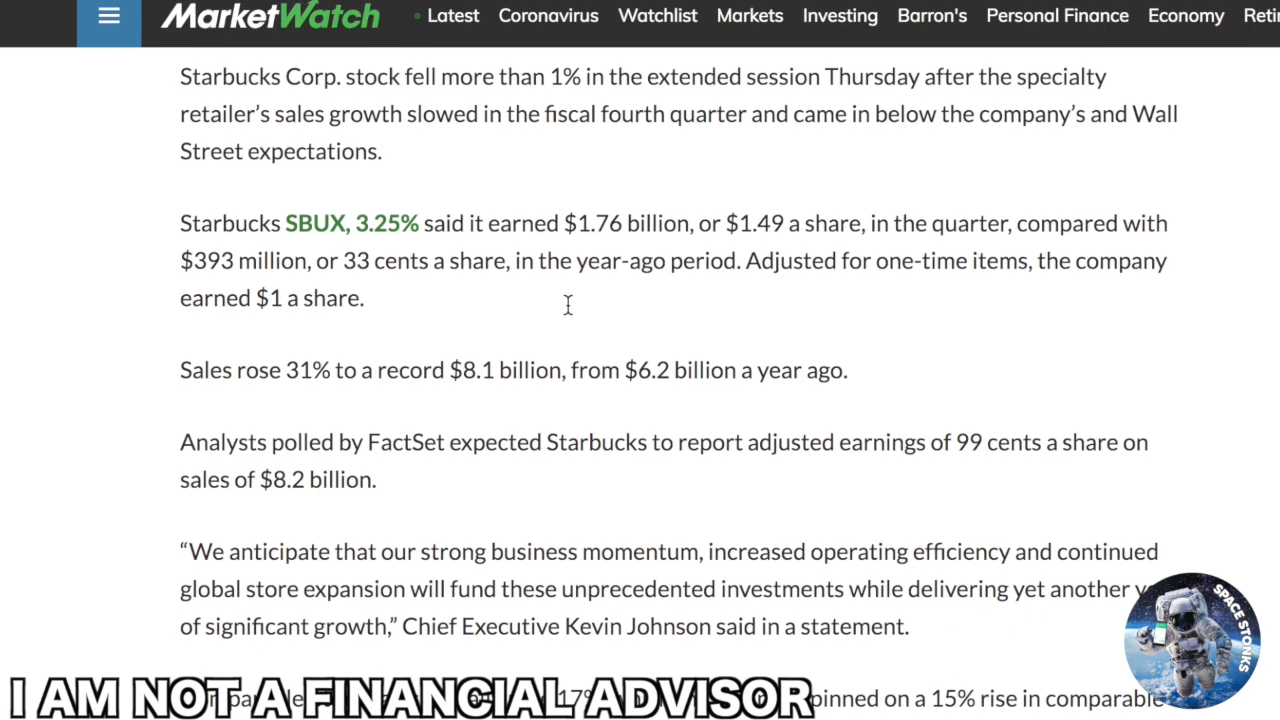 MarketWatch Latest Coronavirus Watchlist Markets Investing Barron's Personal Finance Economy
Starbucks Corp. stock fell more than 1% in the extended session Thursday after the specialty
retailer’s sales growth slowed in the fiscal fourth quarter and came in below the company’s and Wall
Street expectations.
Starbucks SBUX, 3.25% said it earned $1.76 billion, or $1.49 a share, in the quarter, compared with
$393 million, or 33 cents a share, in the year-ago period. Adjusted for one-time items, the company
earned $1 a share.
Sales rose 31% to a record $8.1 billion, from $6.2 billion a year ago.
Analysts polled by FactSet expected Starbucks to report adjusted earnings of 99 cents a share on
sales of $8.2 billion.
“We anticipate that our strong business momentum, increased operating efficiency and continued
global store expansion will fund these unprecedented investments while delivering yet another
of significant growth,” Chief Executive Kevin Johnson said in a statement.
SPACE STONKS
I AM NOT A FINANCIAL ADVISOR
17% pinned on a 15% rise in comparable